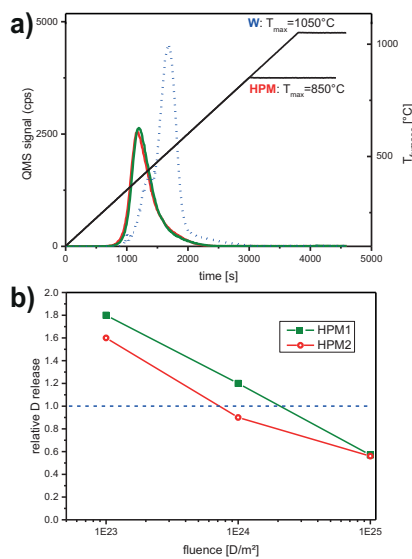 a)
5000
2500
0
QMS signal (cps)
W: Tmax=1050°C
HPM: Tmax=850°C
1000
500
Tfurnace [°C]
0 1000 2000 3000 4000 5000
time [s]
b)
2.0
1.8
1.6
1.4
1.2
1.0
0.8
0.6
0.4
0.2
0.0
relative D release
HPM1
HPM2
1E23 1E24 1E25
fluence [D/m²]